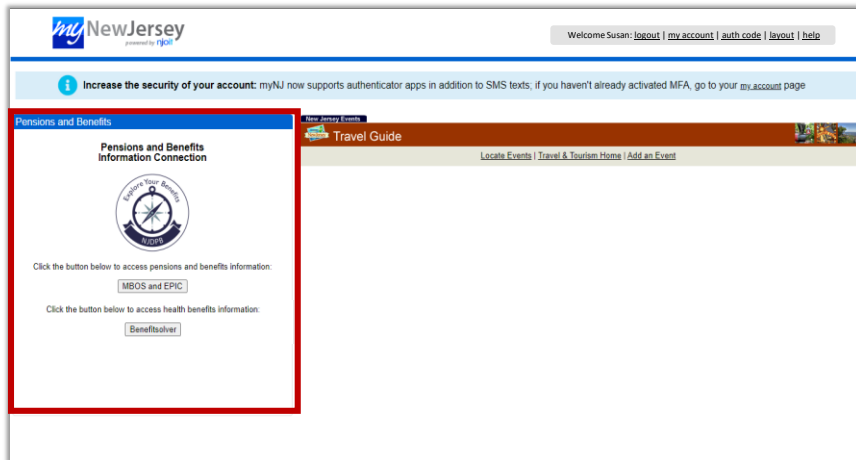 my NewJersey
powered by njoit
Welcome Susan: logout | my account | auth code | layout | help
i Increase the security of your account: myNJ now supports authenticator apps in addition to SMS texts; if you haven't already activated MFA, go to your my account page
Pensions and Benefits
Pensions and Benefits
Information Connection
Explore Your Benefits
NJDPB
Click the button below to access pensions and benefits information:
MBOS and EPIC
Click the button below to access health benefits information:
Benefitsolver
New Jersey Events
Travel Guide
Locate Events | Travel & Tourism Home | Add an Event